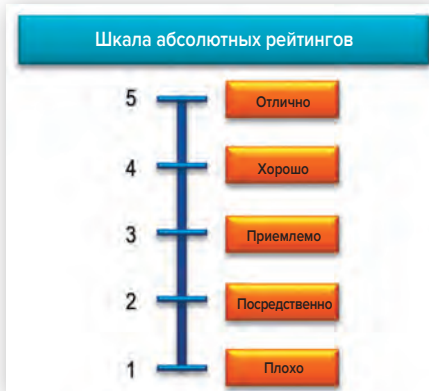 Шкала абсолютных рейтингов
5 Отлично
4 Хорошо
3 Приемлемо
2 Посредственно
1 Плохо